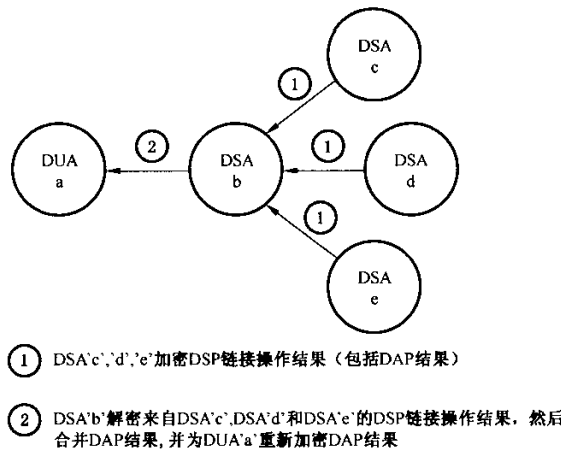 DSA
c
1
DUA
a
2
DSA
b
1
DSA
d
1
DSA
e
1 DSA'c','d','e'加密DSP链接操作结果（包括DAP结果）
2 DSA'b'解密来自DSA'c',DSA'd'和DSA'e'的DSP链接操作结果，然后
合并DAP结果, 并为DUA'a'重新加密DAP结果